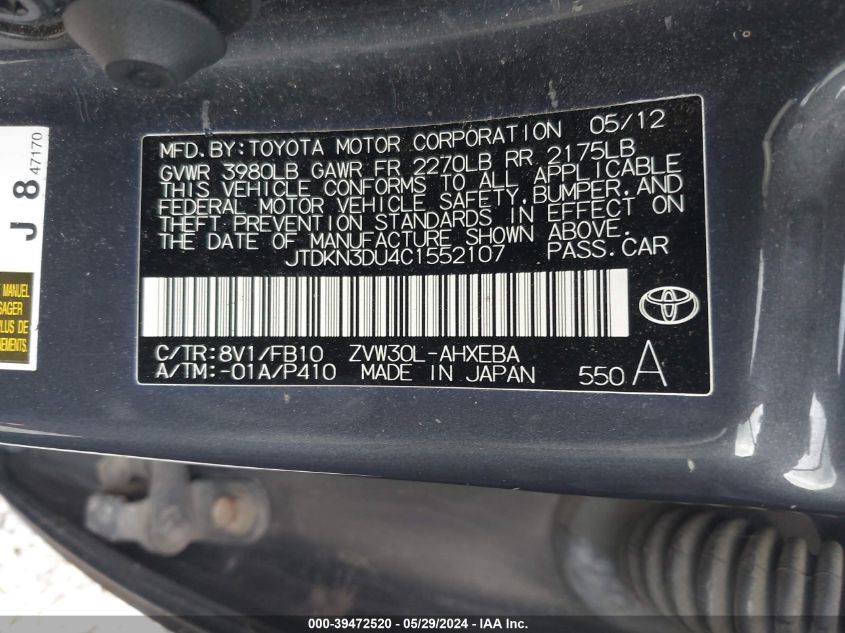 MFD. BY:TOYOTA MOTOR CORPORATION 05/12
GVWR 3980LB GAWR FR 2270LB RR 2175LB
THIS VEHICLE CONFORMS TO ALL APPLICABLE
FEDERAL MOTOR VEHICLE SAFETY, BUMPER, AND
THEFT PREVENTION STANDARDS IN EFFECT ON
THE DATE OF MANUFACTURE SHOWN ABOVE.
JTDKN3DU4C1552107 PASS. CAR
C/TR:8V1/FB10 ZVW30L-AHXEBA
A/TM:-01A/P410 MADE IN JAPAN 550 A
J 8 47170
MANUEL
SAGER
PLUS DE
NEMENTS
000-39472520 - 05/29/2024 - IAA Inc.